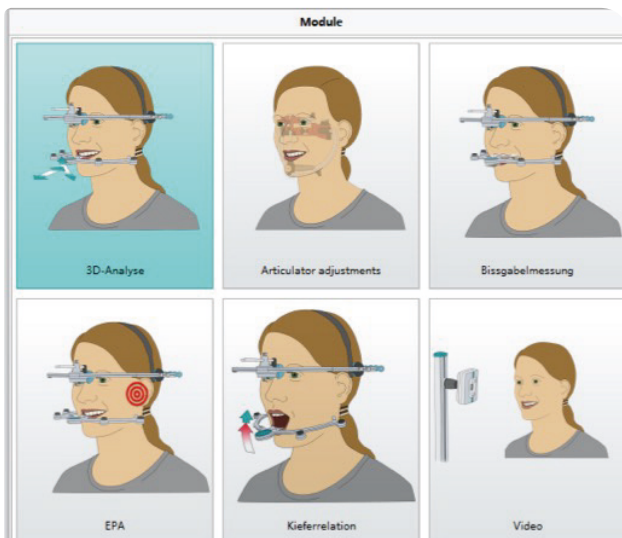 Module
3D-Analyse
Articulator adjustments
Bissgabelmessung
EPA
Kieferrelation
Video